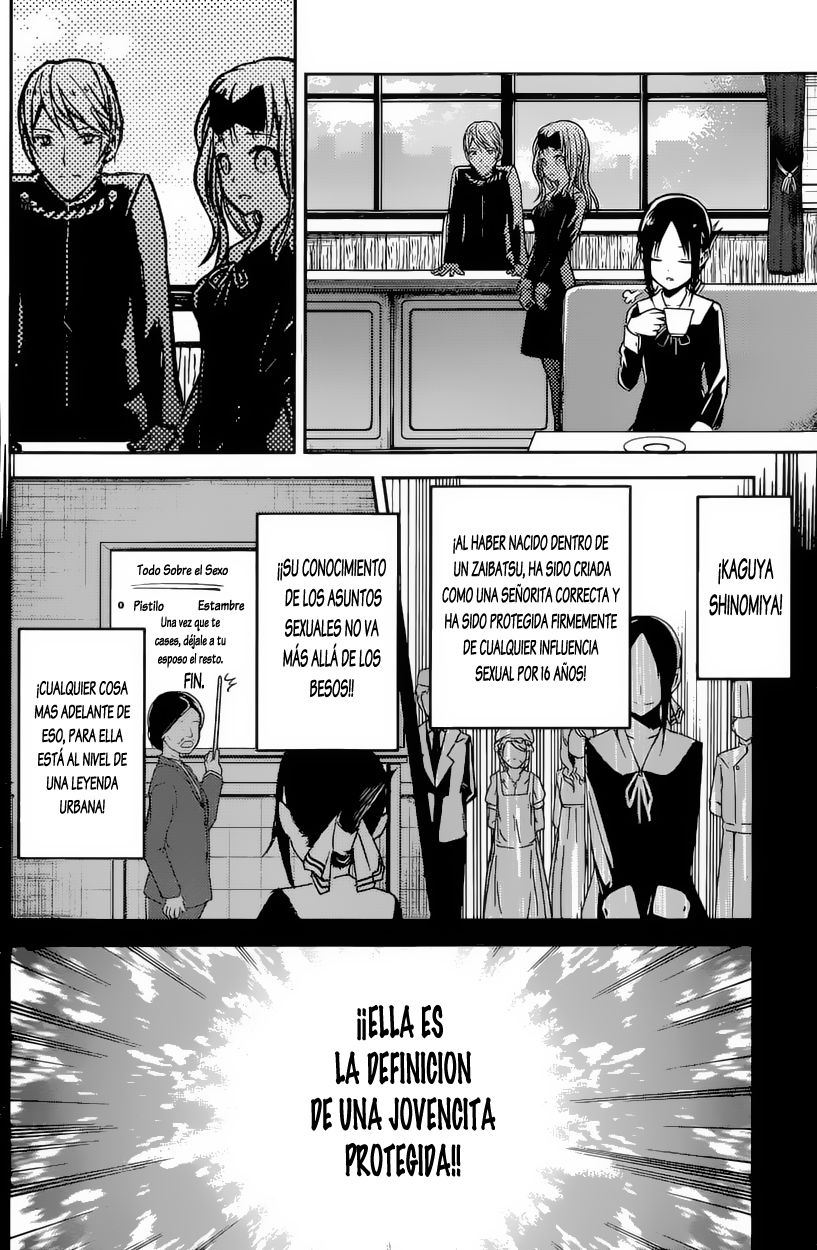 ¡KAGUYA
SHINOMIYA!
¡AL HABER NACIDO DENTRO DE
UN ZAIBATSU, HA SIDO CRIADA
COMO UNA SEÑORITA CORRECTA Y
HA SIDO PROTEGIDA FIRMEMENTE
DE CUALQUIER INFLUENCIA
SEXUAL POR 16 AÑOS!
¡¡SU CONOCIMIENTO
DE LOS ASUNTOS
SEXUALES NO VA
MÁS ALLÁ DE LOS
BESOS!!
Todo Sobre el Sexo
Pistilo Estambre
Una vez que te
cases, déjale a tu
esposo el resto.
FIN.
¡CUALQUIER COSA
MAS ADELANTE DE
ESO, PARA ELLA
ESTÁ AL NIVEL DE
UNA LEYENDA
URBANA!
¡¡ELLA ES
LA DEFINICION
DE UNA JOVENCITA
PROTEGIDA!!